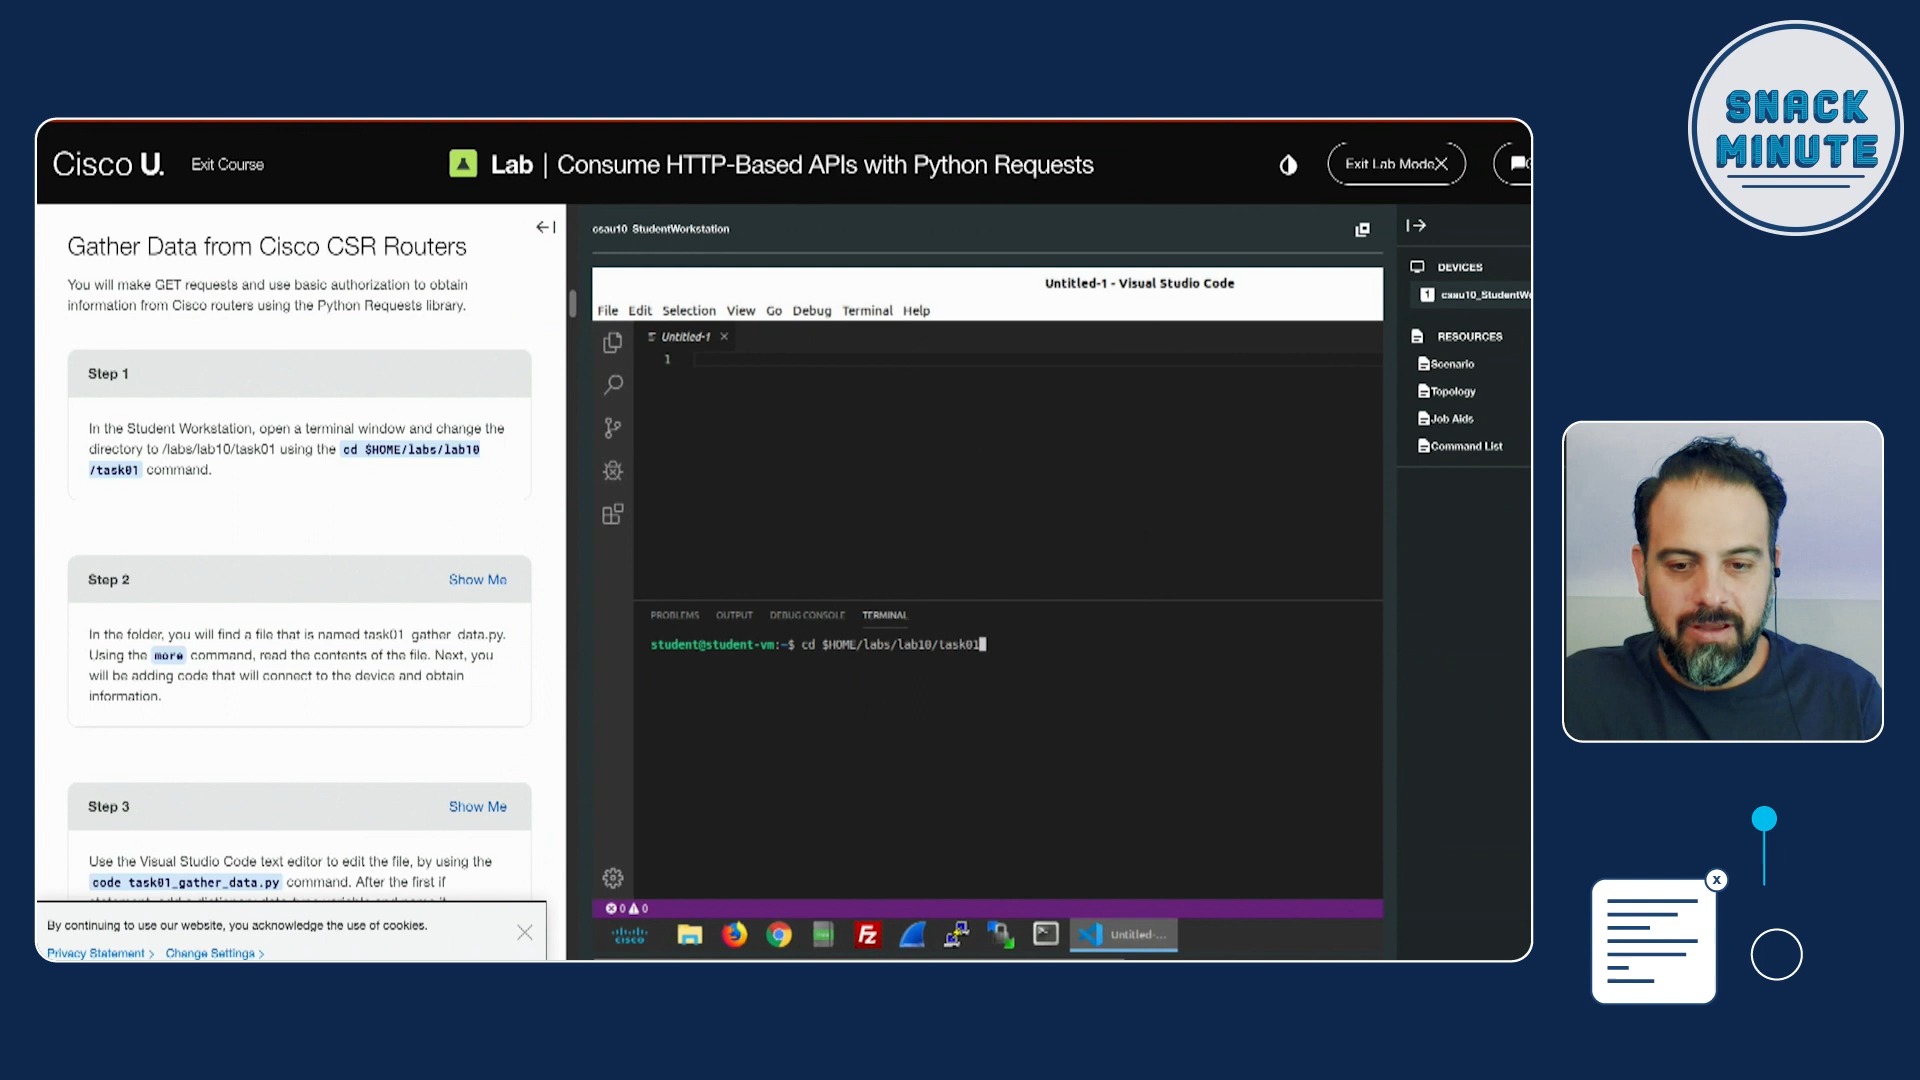 SNACK
MINUTE
Cisco U.
Exit Course
Lab | Consume HTTP-Based APIs with Python Requests
Exit Lab Mode
Gather Data from Cisco CSR Routers
You will make GET requests and use basic authorization to obtain
information from Cisco routers using the Python Requests library.
Step 1
In the Student Workstation, open a terminal window and change the
directory to /labs/lab10/task01 using the cd $HOME/labs/lab10
/task01 command.
Step 2
Show Me
In the folder, you will find a file that is named task01_gather_data.py.
Using the more command, read the contents of the file. Next, you
will be adding code that will connect to the device and obtain
information.
Step 3
Show Me
Use the Visual Studio Code text editor to edit the file, by using the
code task01_gather_data.py command. After the first if
By continuing to use our website, you acknowledge the use of cookies.
Privacy Statement > Change Settings >
csau10_StudentWorkstation
Untitled-1 - Visual Studio Code
File Edit Selection View Go Debug Terminal Help
Untitled-1
1
PROBLEMS OUTPUT DEBUG CONSOLE TERMINAL
student@student-vm:~$ cd $HOME/labs/lab10/task01
0 0
CISCO
FZ
Untitled-...
DEVICES
1 csau10_StudentWo
RESOURCES
Scenario
Topology
Job Aids
Command List
x